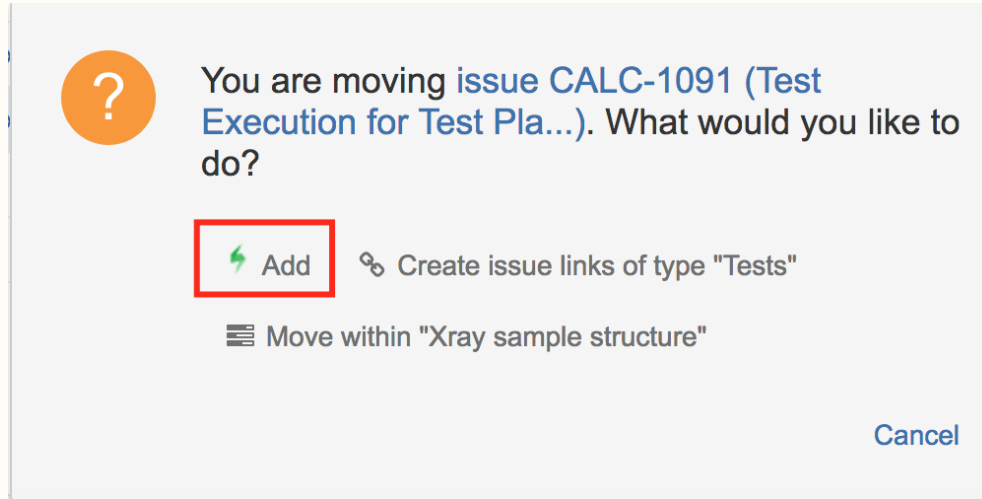 ?
You are moving issue CALC-1091 (Test
Execution for Test Pla...). What would you like to
do?
Add Create issue links of type "Tests"
Move within "Xray sample structure"
Cancel